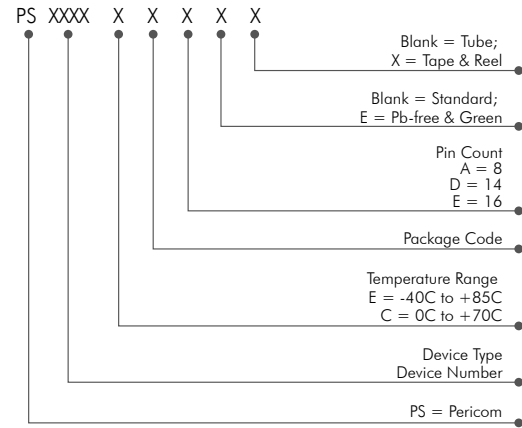 PS XXXX X X X X X
Blank = Tube;
X = Tape & Reel
Blank = Standard;
E = Pb-free & Green
Pin Count
A = 8
D = 14
E = 16
Package Code
Temperature Range
E = -40C to +85C
C = 0C to +70C
Device Type
Device Number
PS = Pericom